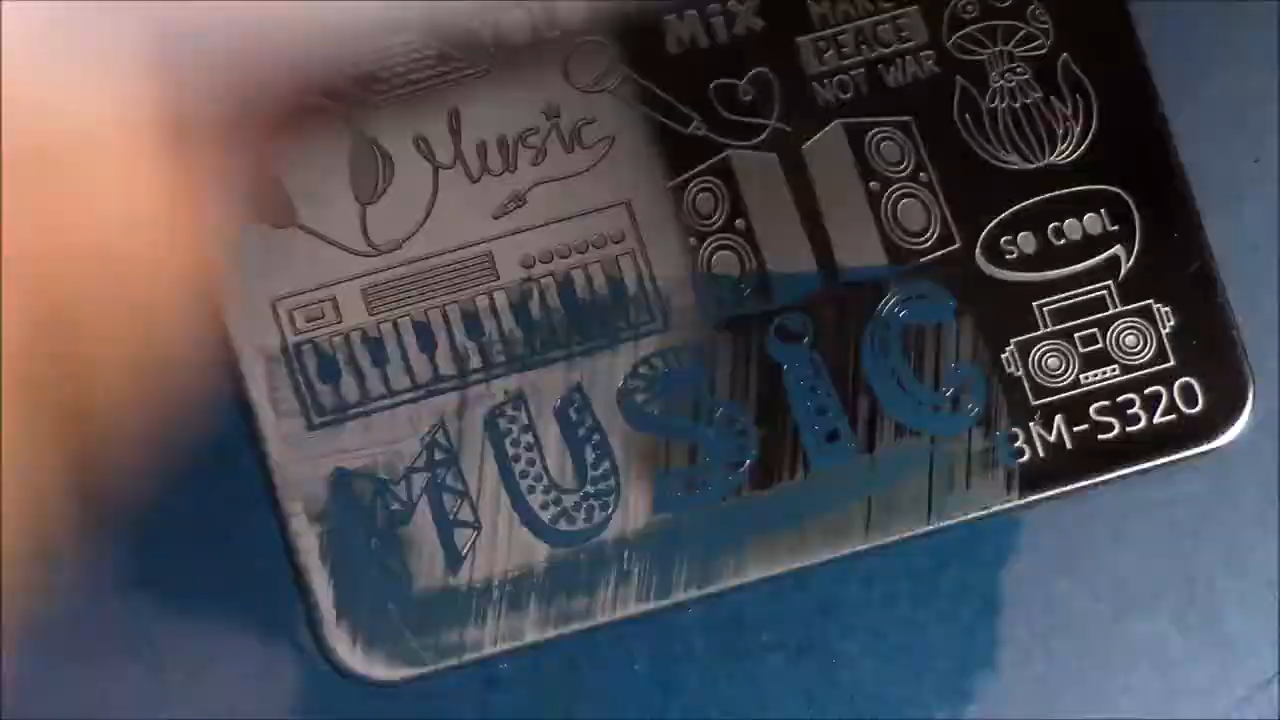 MiX
MAKE
PEACE
NOT WAR
Music
SO COOL
MUSIC
BM-S320